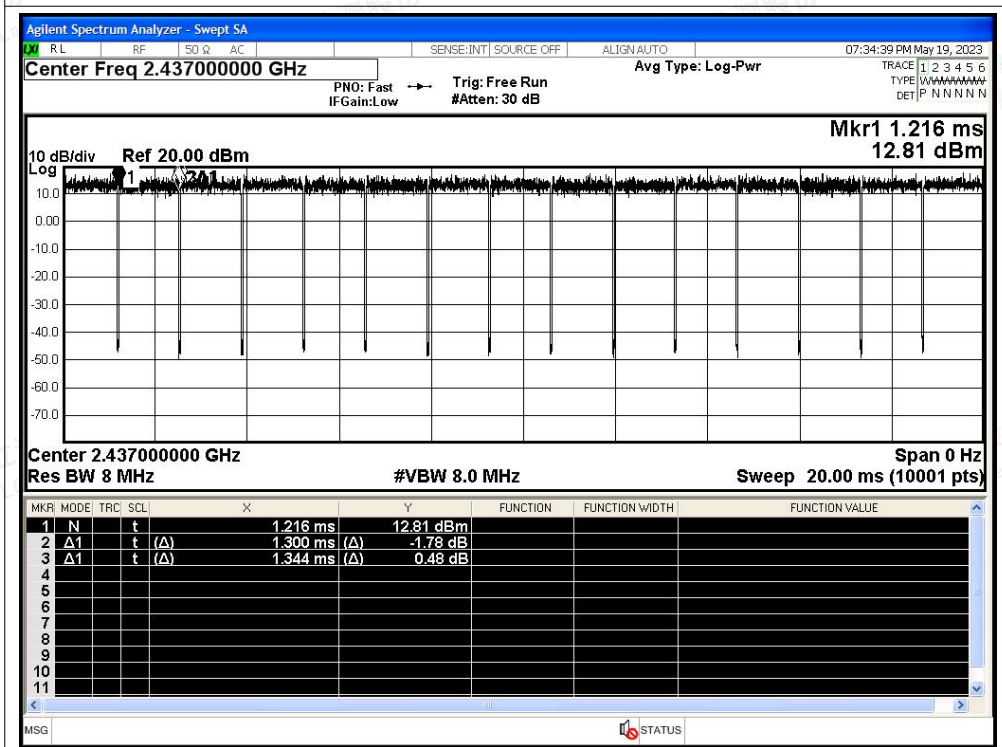 Agilent Spectrum Analyzer - Swept SA
LXI RL RF 50 Ω AC SENSE:INT SOURCE OFF ALIGN AUTO 07:34:39 PM May 19, 2023
Center Freq 2.437000000 GHz
PNO: Fast
IFGain:Low
Trig: Free Run
#Atten: 30 dB
Avg Type: Log-Pwr
TRACE 1 2 3 4 5 6
TYPE WWWWWW
DET P N N N N N
Mkr1 1.216 ms
12.81 dBm
10 dB/div Ref 20.00 dBm
Log
1
2Δ1
10.0
0.00
-10.0
-20.0
-30.0
-40.0
-50.0
-60.0
-70.0
Center 2.437000000 GHz Span 0 Hz
Res BW 8 MHz #VBW 8.0 MHz Sweep 20.00 ms (10001 pts)
MKR MODE TRC SCL X Y FUNCTION FUNCTION WIDTH FUNCTION VALUE
1 N t 1.216 ms 12.81 dBm
2 Δ1 t (Δ) 1.300 ms (Δ) -1.78 dB
3 Δ1 t (Δ) 1.344 ms (Δ) 0.48 dB
4
5
6
7
8
9
10
11
MSG STATUS